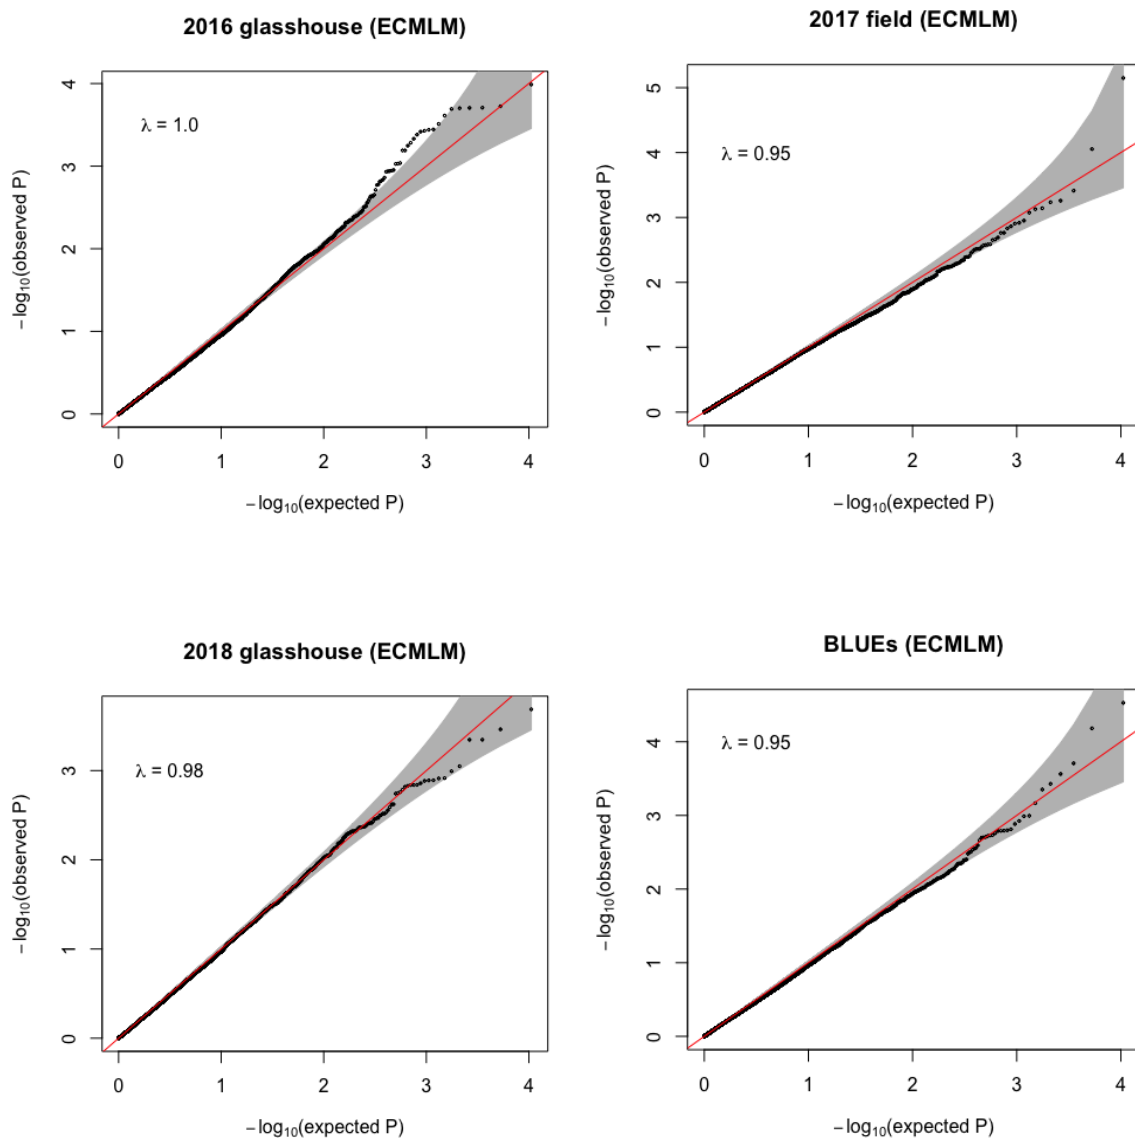 2016 glasshouse (ECMLM)
λ = 1.0
−log₁₀(observed P)
0 1 2 3 4
0 1 2 3 4
−log₁₀(expected P)
2017 field (ECMLM)
λ = 0.95
−log₁₀(observed P)
0 1 2 3 4 5
0 1 2 3 4
−log₁₀(expected P)
2018 glasshouse (ECMLM)
λ = 0.98
−log₁₀(observed P)
0 1 2 3
0 1 2 3 4
−log₁₀(expected P)
BLUEs (ECMLM)
λ = 0.95
−log₁₀(observed P)
0 1 2 3 4
0 1 2 3 4
−log₁₀(expected P)